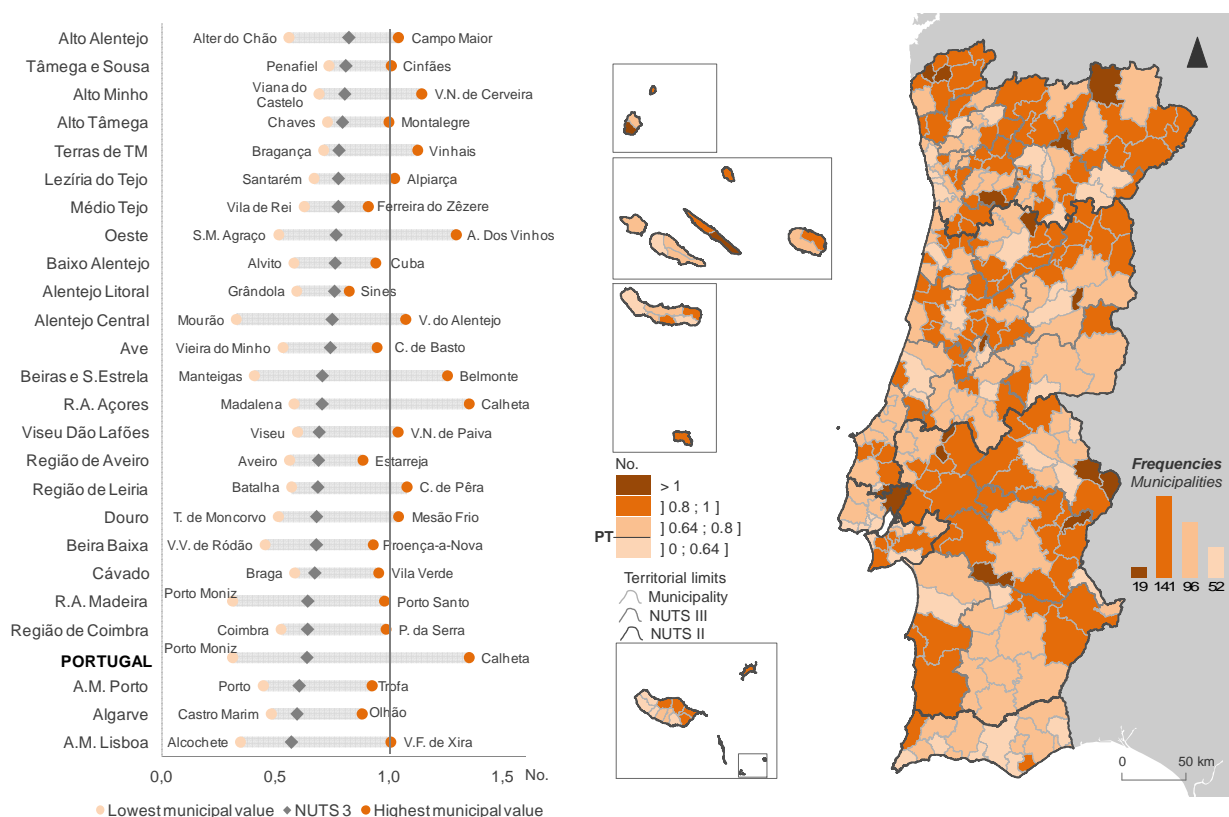 Alto Alentejo Alter do Chão Campo Maior
Tâmega e Sousa Penafiel Cinfães
Alto Minho Viana do Castelo V.N. de Cerveira
Alto Tâmega Chaves Montalegre
Terras de TM Bragança Vinhais
Lezíria do Tejo Santarém Alpiarça
Médio Tejo Vila de Rei Ferreira do Zêzere
Oeste S.M. Agraço A. Dos Vinhos
Baixo Alentejo Alvito Cuba
Alentejo Litoral Grândola Sines
Alentejo Central Mourão V. do Alentejo
Ave Vieira do Minho C. de Basto
Beiras e S.Estrela Manteigas Belmonte
R.A. Açores Madalena Calheta
Viseu Dão Lafões Viseu V.N. de Paiva
Região de Aveiro Aveiro Estarreja
Região de Leiria Batalha C. de Pêra
Douro T. de Moncorvo Mesão Frio
Beira Baixa V.V. de Ródão Proença-a-Nova
Cávado Braga Vila Verde
R.A. Madeira Porto Moniz Porto Santo
Região de Coimbra Coimbra P. da Serra
PORTUGAL Porto Moniz Calheta
A.M. Porto Porto Trofa
Algarve Castro Marim Olhão
A.M. Lisboa Alcochete V.F. de Xira
0,0 0,5 1,0 1,5 No.
Lowest municipal value NUTS 3 Highest municipal value
No.
> 1
] 0.8 ; 1 ]
] 0.64 ; 0.8 ]
PT
] 0 ; 0.64 ]
Territorial limits
Municipality
NUTS III
NUTS II
Frequencies
Municipalities
19 141 96 52
0 50 km